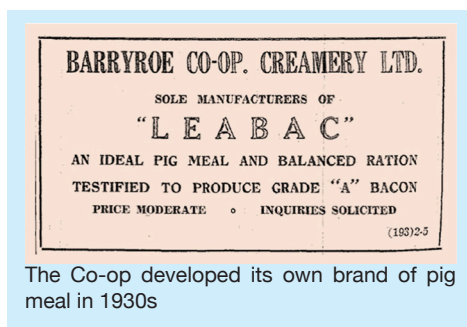 BARRYROE CO-OP. CREAMERY LTD.
SOLE MANUFACTURERS OF
"LEABAC"
AN IDEAL PIG MEAL AND BALANCED RATION
TESTIFIED TO PRODUCE GRADE "A" BACON
PRICE MODERATE ∘ INQUIRIES SOLICITED
(193)2-5
The Co-op developed its own brand of pig
meal in 1930s